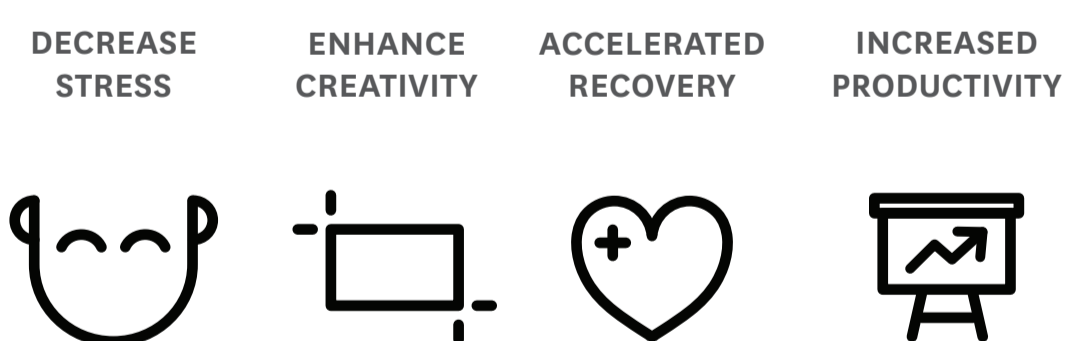 DECREASE
STRESS
ENHANCE
CREATIVITY
ACCELERATED
RECOVERY
INCREASED
PRODUCTIVITY